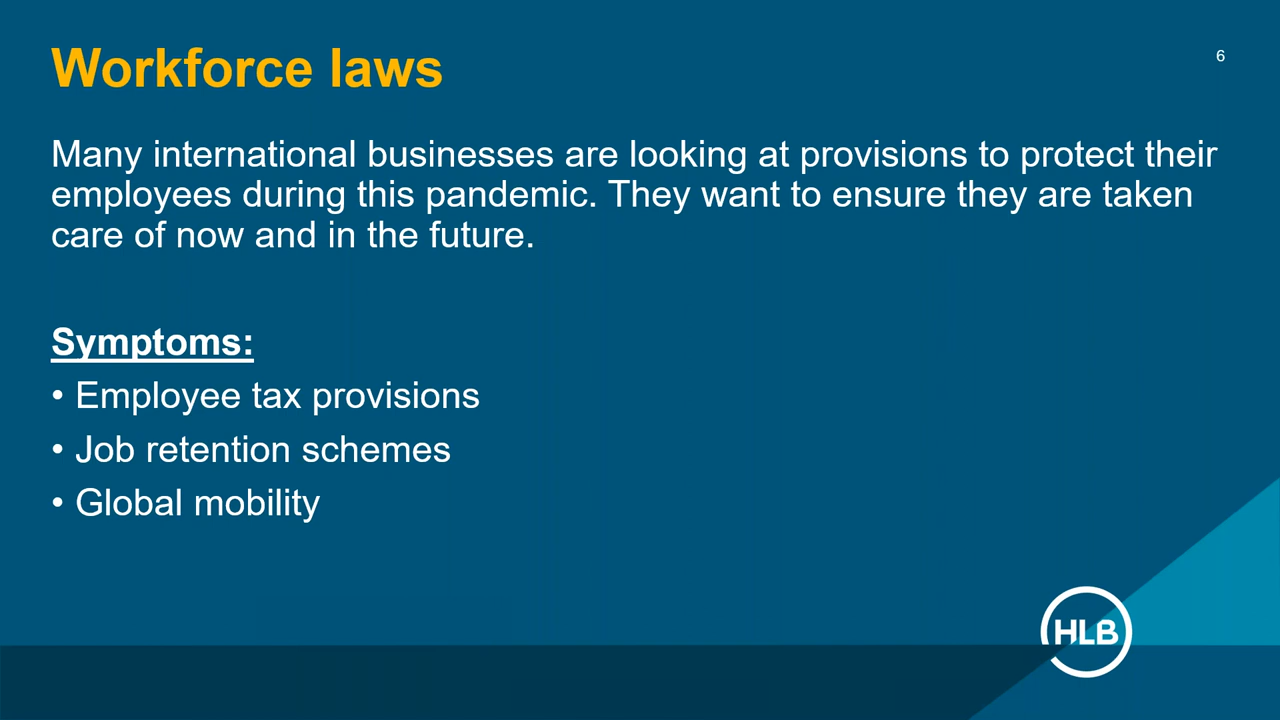 Workforce laws
6
Many international businesses are looking at provisions to protect their
employees during this pandemic. They want to ensure they are taken
care of now and in the future.
Symptoms:
• Employee tax provisions
• Job retention schemes
• Global mobility
HLB